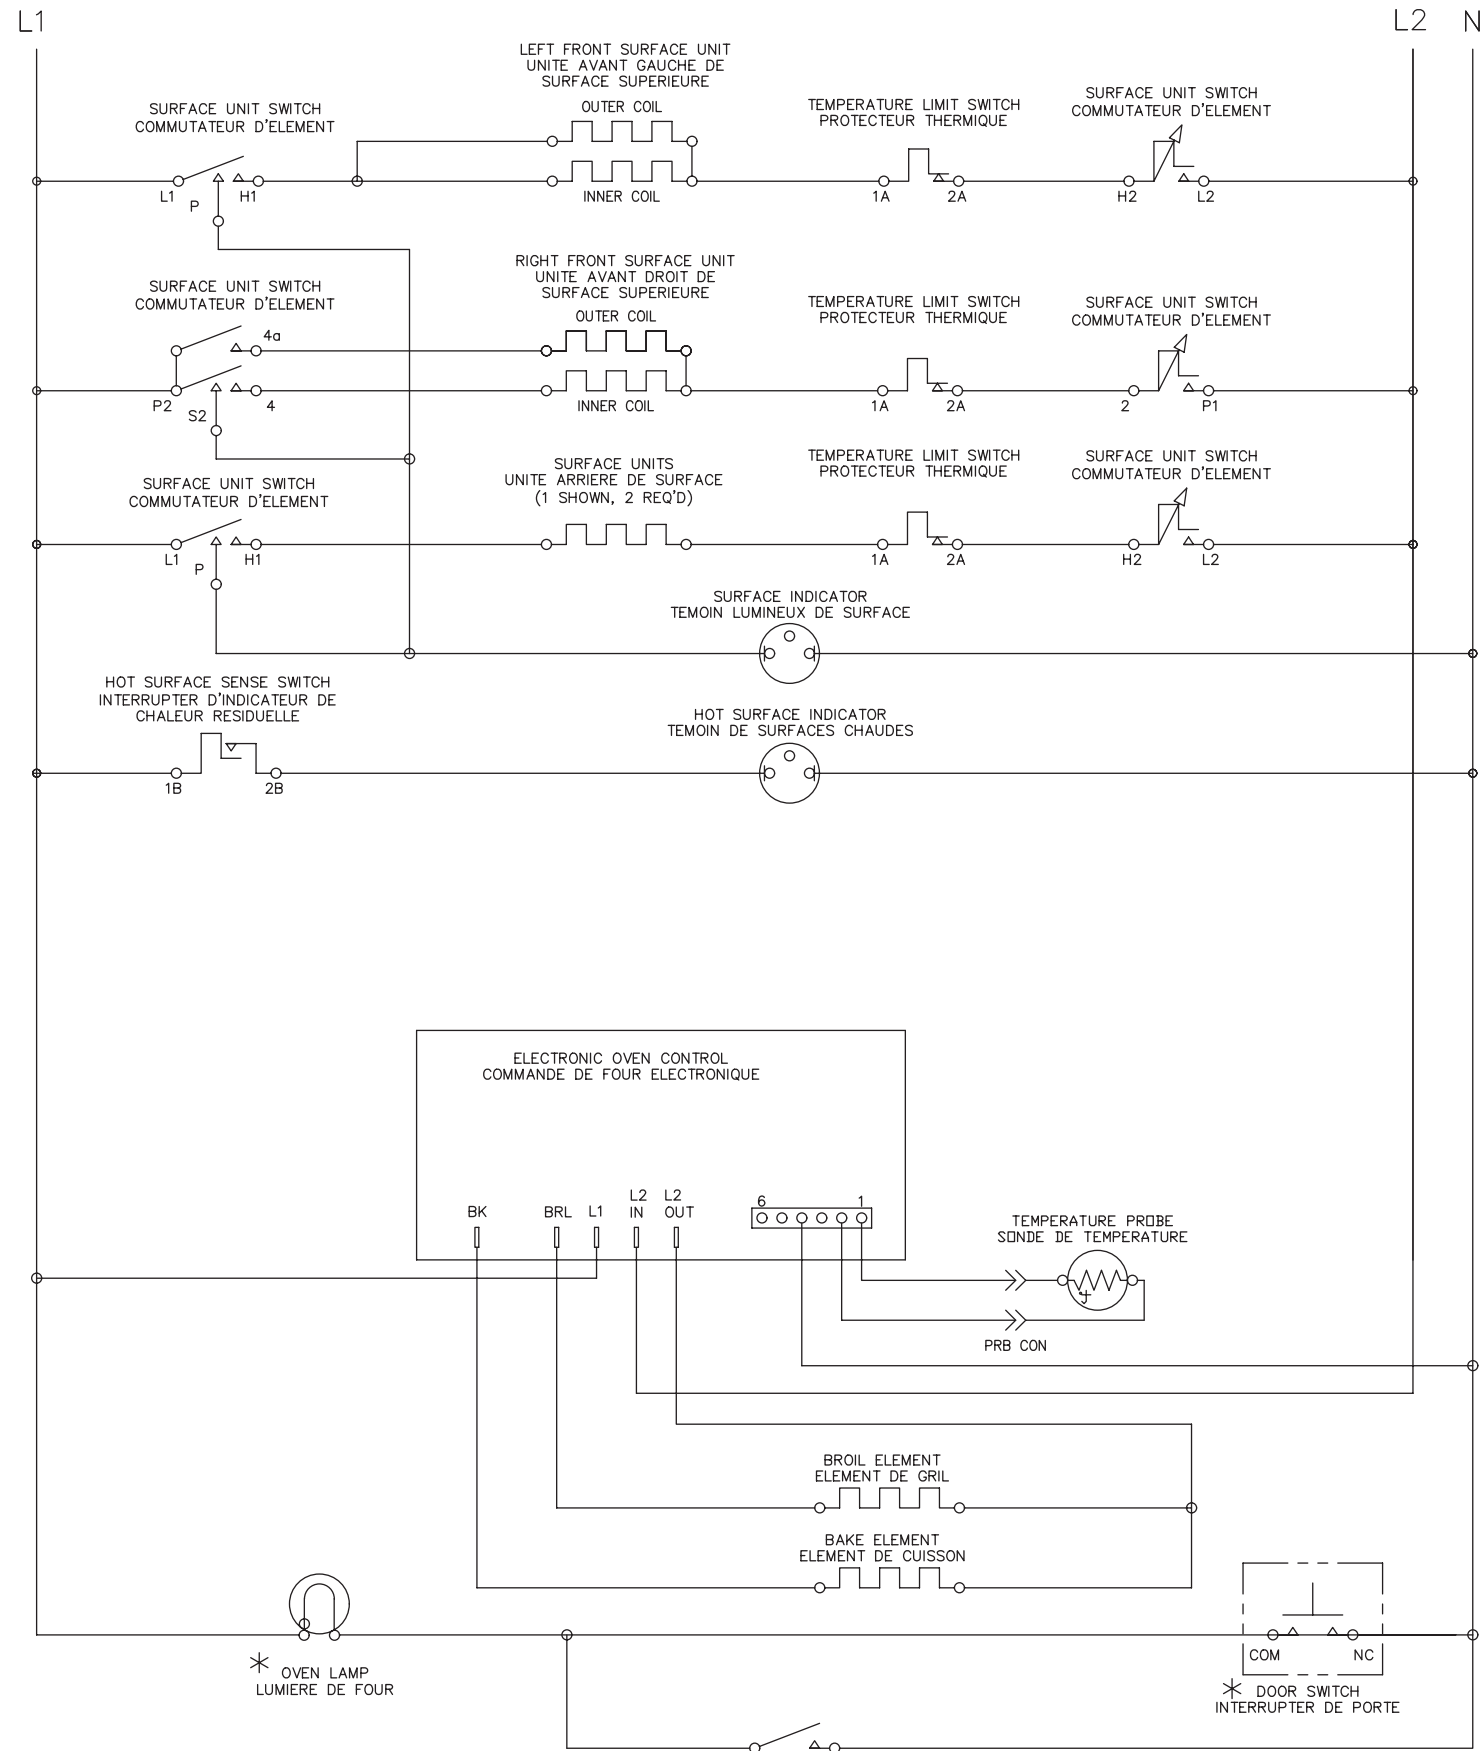 L1
L2 N
LEFT FRONT SURFACE UNIT
UNITE AVANT GAUCHE DE
SURFACE SUPERIEURE
SURFACE UNIT SWITCH
COMMUTATEUR D'ELEMENT
OUTER COIL
TEMPERATURE LIMIT SWITCH
PROTECTEUR THERMIQUE
SURFACE UNIT SWITCH
COMMUTATEUR D'ELEMENT
L1
P
H1
INNER COIL
1A
2A
H2
L2
RIGHT FRONT SURFACE UNIT
UNITE AVANT DROIT DE
SURFACE SUPERIEURE
SURFACE UNIT SWITCH
COMMUTATEUR D'ELEMENT
OUTER COIL
TEMPERATURE LIMIT SWITCH
PROTECTEUR THERMIQUE
SURFACE UNIT SWITCH
COMMUTATEUR D'ELEMENT
4a
P2
S2
4
INNER COIL
1A
2A
2
P1
SURFACE UNITS
UNITE ARRIERE DE SURFACE
(1 SHOWN, 2 REQ'D)
SURFACE UNIT SWITCH
COMMUTATEUR D'ELEMENT
TEMPERATURE LIMIT SWITCH
PROTECTEUR THERMIQUE
SURFACE UNIT SWITCH
COMMUTATEUR D'ELEMENT
L1
P
H1
1A
2A
H2
L2
SURFACE INDICATOR
TEMOIN LUMINEUX DE SURFACE
HOT SURFACE SENSE SWITCH
INTERRUPTER D'INDICATEUR DE
CHALEUR RESIDUELLE
HOT SURFACE INDICATOR
TEMOIN DE SURFACES CHAUDES
1B
2B
ELECTRONIC OVEN CONTROL
COMMANDE DE FOUR ELECTRONIQUE
BK
BRL
L1
L2
IN
L2
OUT
6
1
TEMPERATURE PROBE
SONDE DE TEMPERATURE
t
PRB CON
BROIL ELEMENT
ELEMENT DE GRIL
BAKE ELEMENT
ELEMENT DE CUISSON
COM
NC
* OVEN LAMP
LUMIERE DE FOUR
* DOOR SWITCH
INTERRUPTER DE PORTE